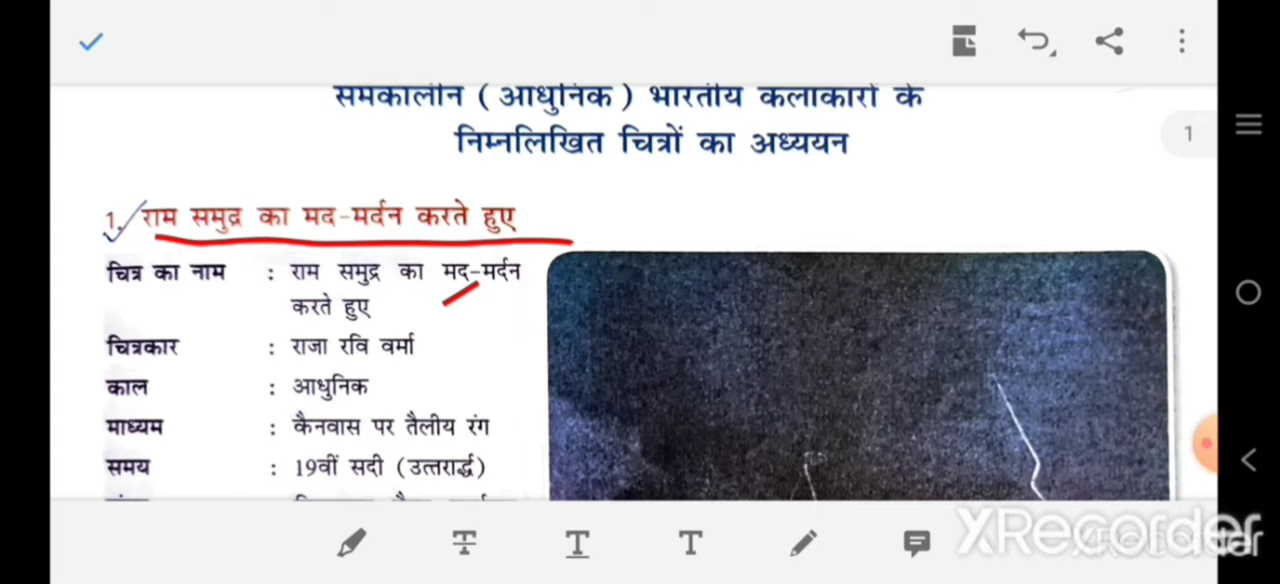 समकालीन ( आधुनिक ) भारतीय कलाकारों के
निम्नलिखित चित्रों का अध्ययन
1
1. राम समुद्र का मद-मर्दन करते हुए
चित्र का नाम : राम समुद्र का मद-मर्दन
करते हुए
चित्रकार : राजा रवि वर्मा
काल : आधुनिक
माध्यम : कैनवास पर तैलीय रंग
समय : 19वीं सदी (उत्तरार्द्ध)
T T T
XRecorder